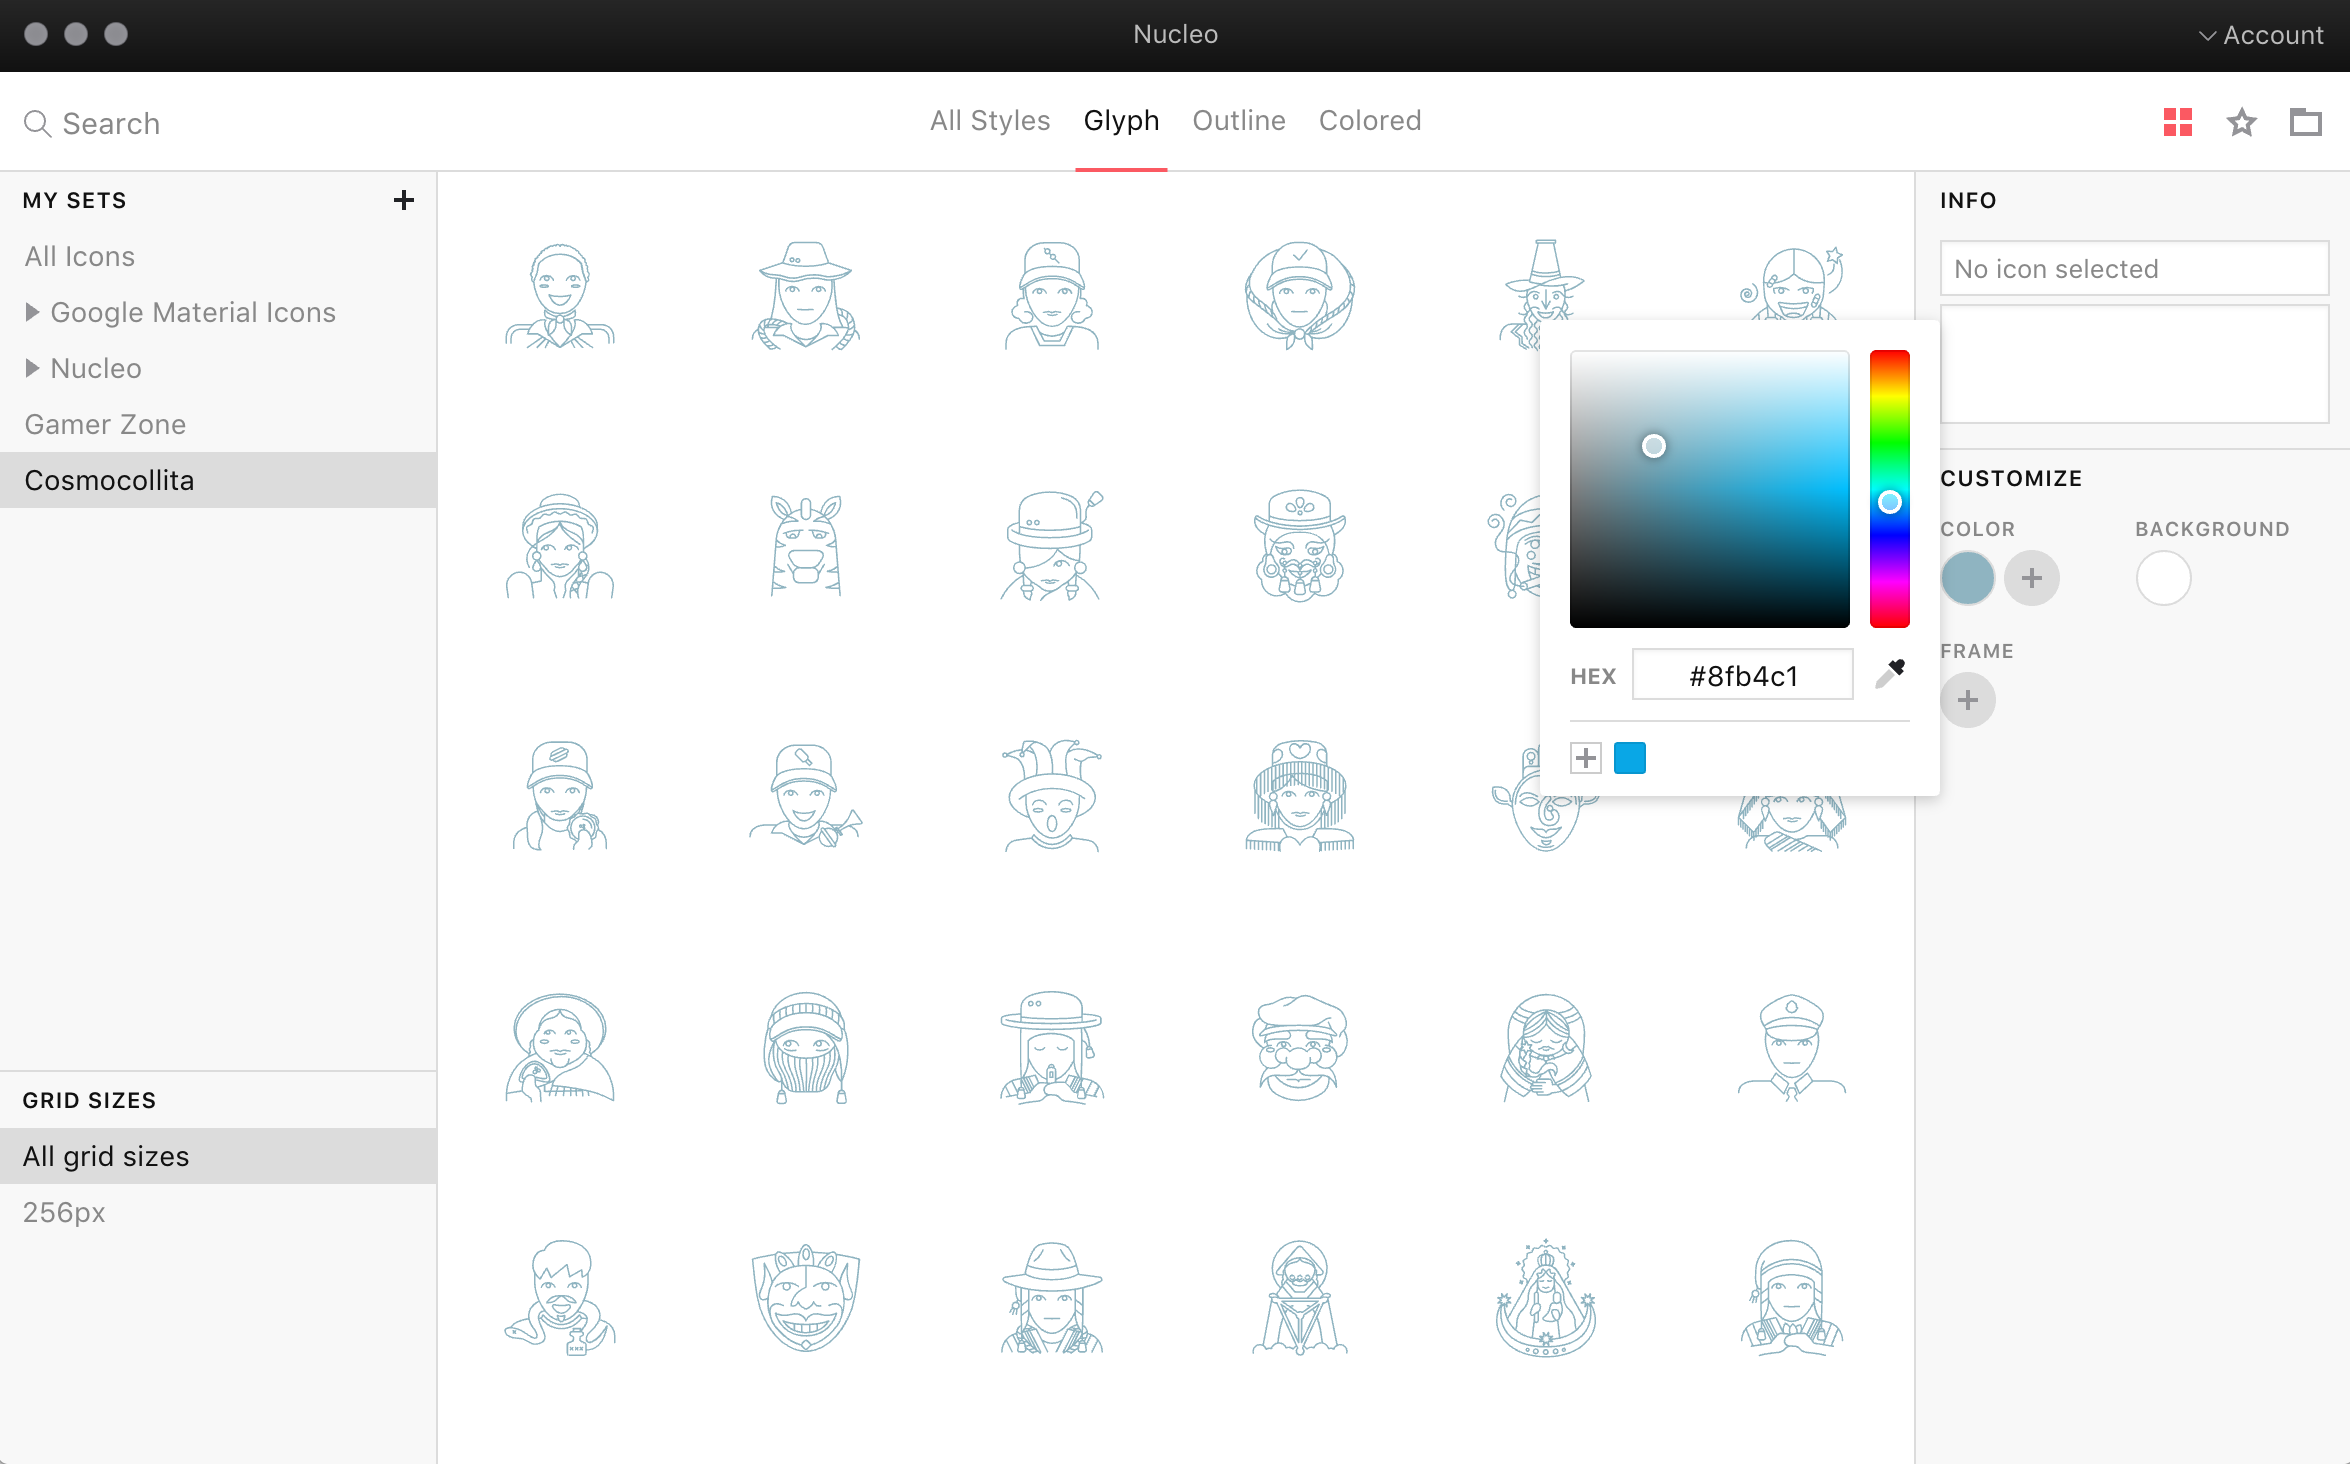 Nucleo
Account
Search
All Styles
Glyph
Outline
Colored
MY SETS
All Icons
Google Material Icons
Nucleo
Gamer Zone
Cosmocollita
GRID SIZES
All grid sizes
256px
INFO
No icon selected
CUSTOMIZE
COLOR
BACKGROUND
FRAME
HEX
#8fb4c1